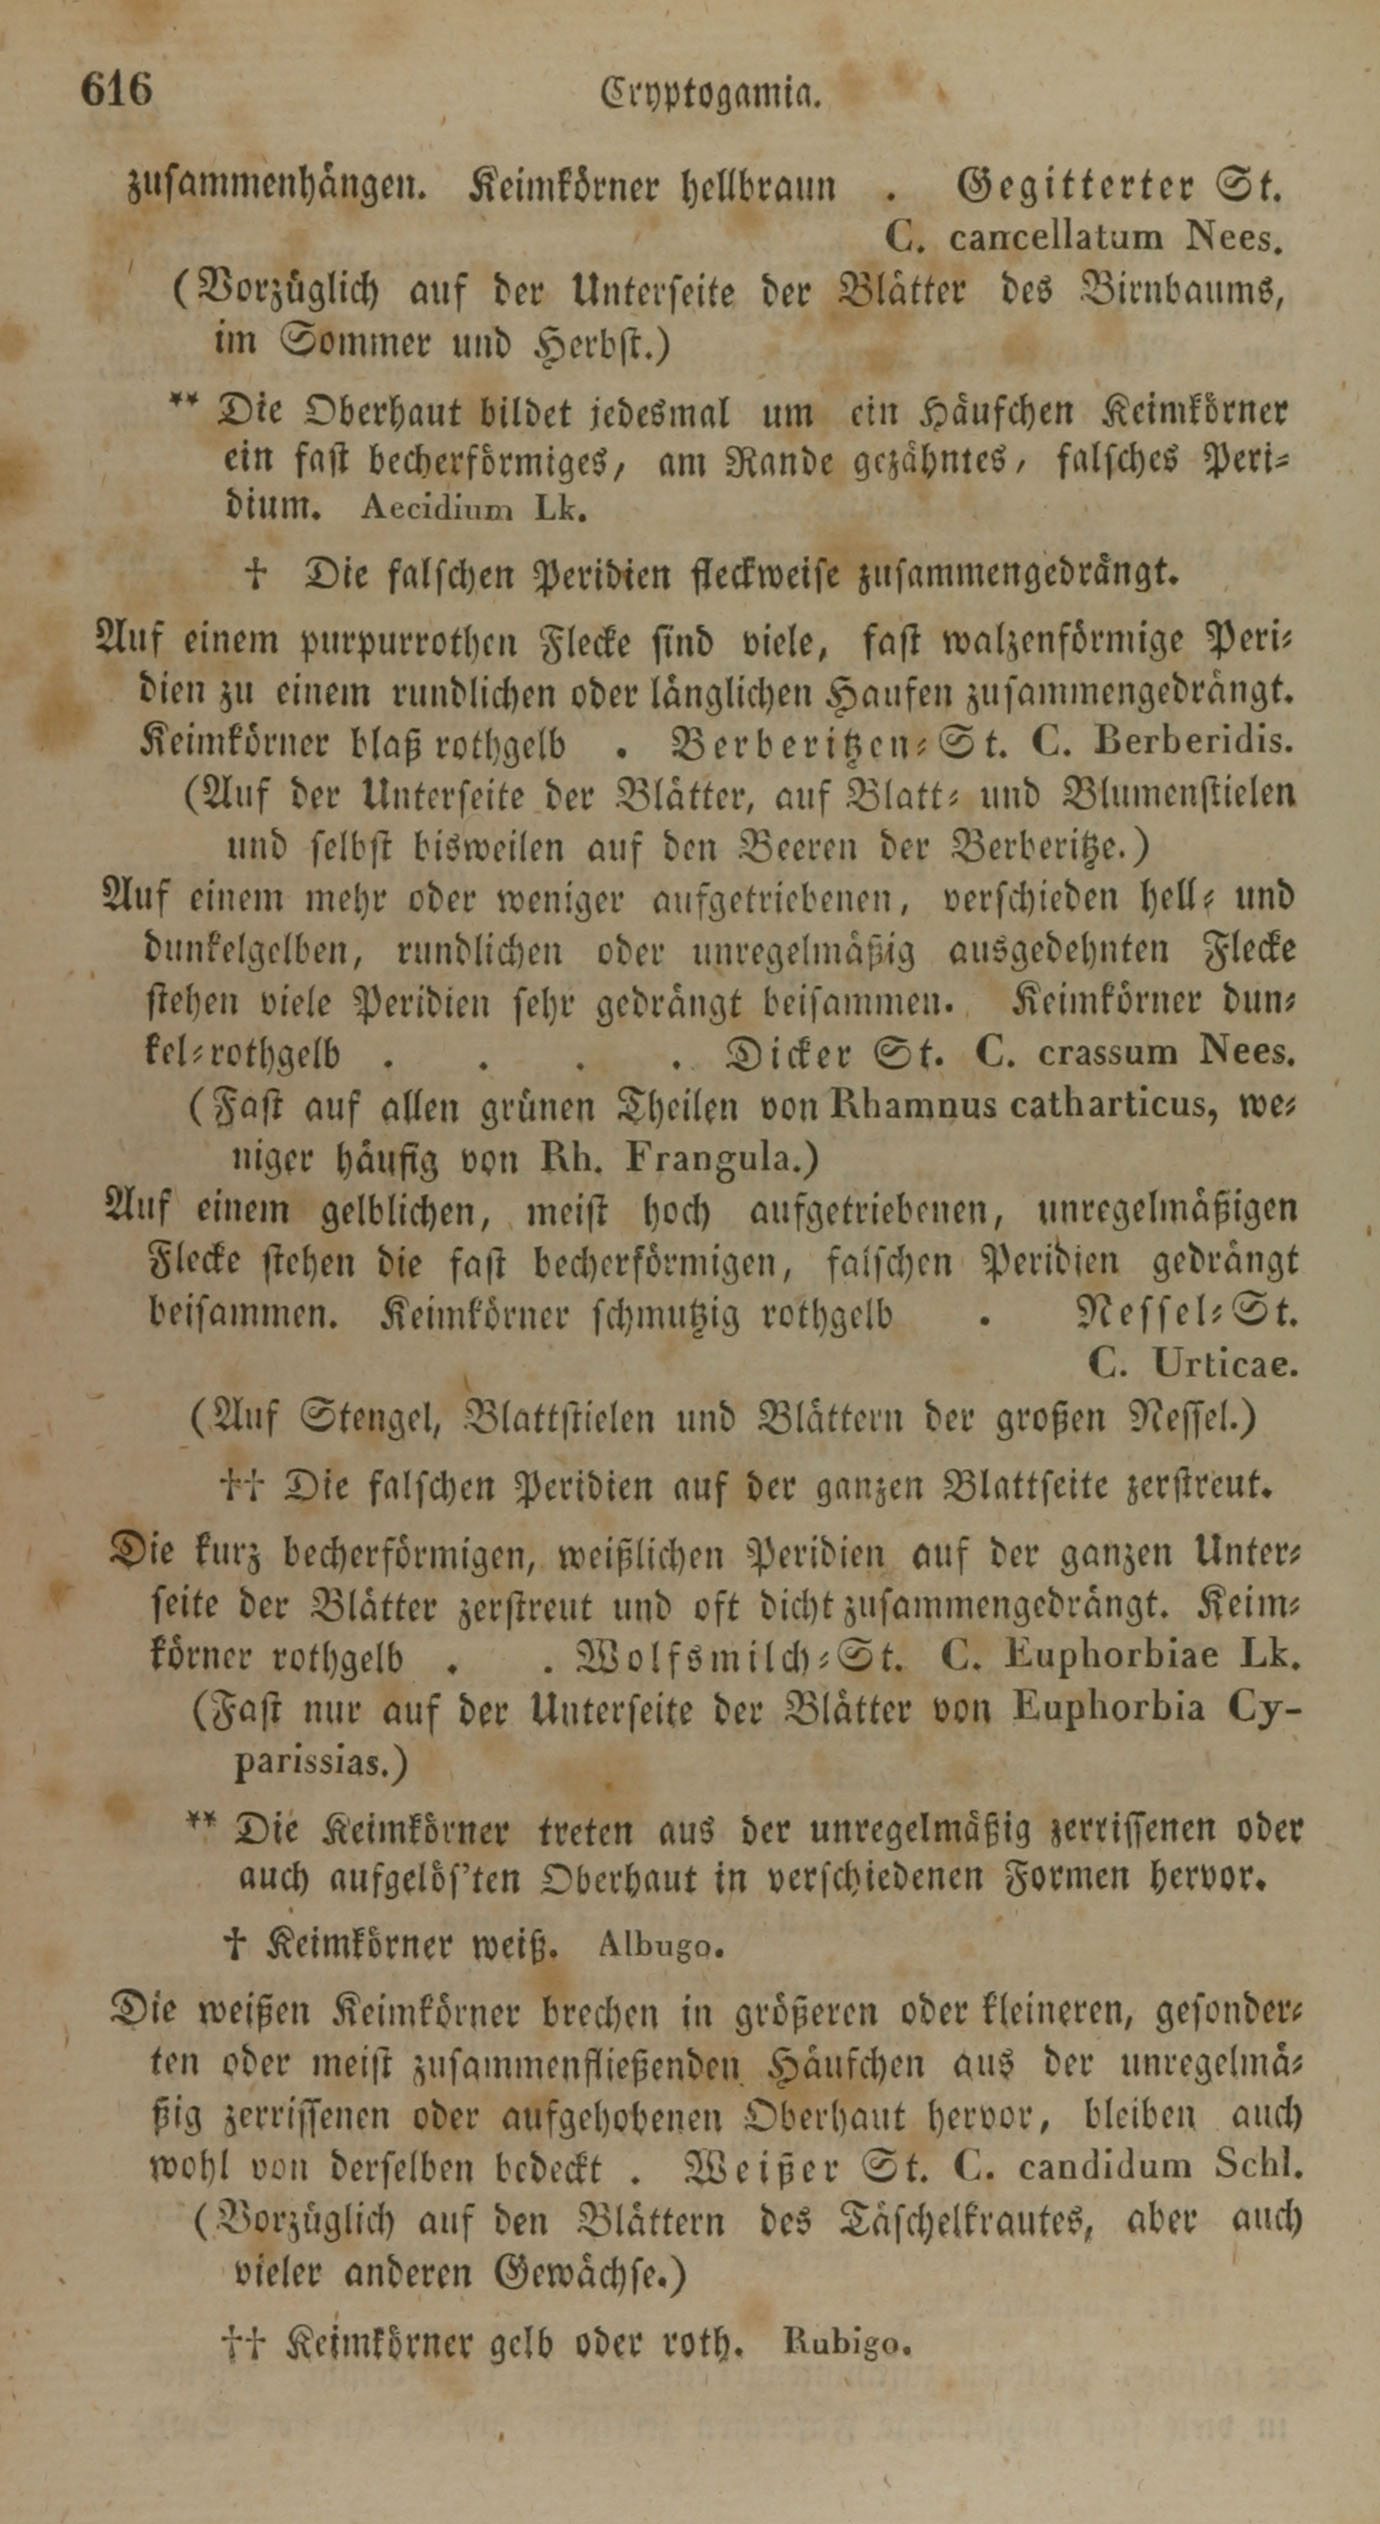 616
Cryptogamia.
zusammenhängen. Keimkörner hellbraun . Gegitterter St.
C. cancellatum Nees.
(Vorzüglich auf der Unterseite der Blätter des Birnbaums,
im Sommer und Herbst.)
** Die Oberhaut bildet jedesmal um ein Häufchen Keimkörner
ein fast becherförmiges, am Rande gezähntes, falsches Peri-
dium. Aecidium Lk.
† Die falschen Peridien fleckweise zusammengedrängt.
Auf einem purpurrothen Flecke sind viele, fast walzenförmige Peri-
dien zu einem rundlichen oder länglichen Haufen zusammengedrängt.
Keimkörner blaß rothgelb . Berberitzen-St. C. Berberidis.
(Auf der Unterseite der Blätter, auf Blatt- und Blumenstielen
und selbst bisweilen auf den Beeren der Berberitze.)
Auf einem mehr oder weniger aufgetriebenen, verschieden hell- und
dunkelgelben, rundlichen oder unregelmäßig ausgedehnten Flecke
stehen viele Peridien sehr gedrängt beisammen. Keimkörner dun-
kel-rothgelb . . . . Dicker St. C. crassum Nees.
(Fast auf allen grünen Theilen von Rhamnus catharticus, we-
niger häufig von Rh. Frangula.)
Auf einem gelblichen, meist hoch aufgetriebenen, unregelmäßigen
Flecke stehen die fast becherförmigen, falschen Peridien gedrängt
beisammen. Keimkörner schmutzig rothgelb . Nessel-St.
C. Urticae.
(Auf Stengel, Blattstielen und Blättern der großen Nessel.)
†† Die falschen Peridien auf der ganzen Blattseite zerstreut.
Die kurz becherförmigen, weißlichen Peridien auf der ganzen Unter-
seite der Blätter zerstreut und oft dicht zusammengedrängt. Keim-
körner rothgelb . . Wolfsmilch-St. C. Euphorbiae Lk.
(Fast nur auf der Unterseite der Blätter von Euphorbia Cy-
parissias.)
** Die Keimkörner treten aus der unregelmäßig zerrissenen oder
auch aufgelös'ten Oberhaut in verschiedenen Formen hervor.
† Keimkörner weiß. Albugo.
Die weißen Keimkörner brechen in größeren oder kleineren, gesonder-
ten oder meist zusammenfließenden Häufchen aus der unregelmä-
ßig zerrissenen oder aufgehobenen Oberhaut hervor, bleiben auch
wohl von derselben bedeckt . Weißer St. C. candidum Schl.
(Vorzüglich auf den Blättern des Täschelkrautes, aber auch
vieler anderen Gewächse.)
†† Keimkörner gelb oder roth. Rubigo.